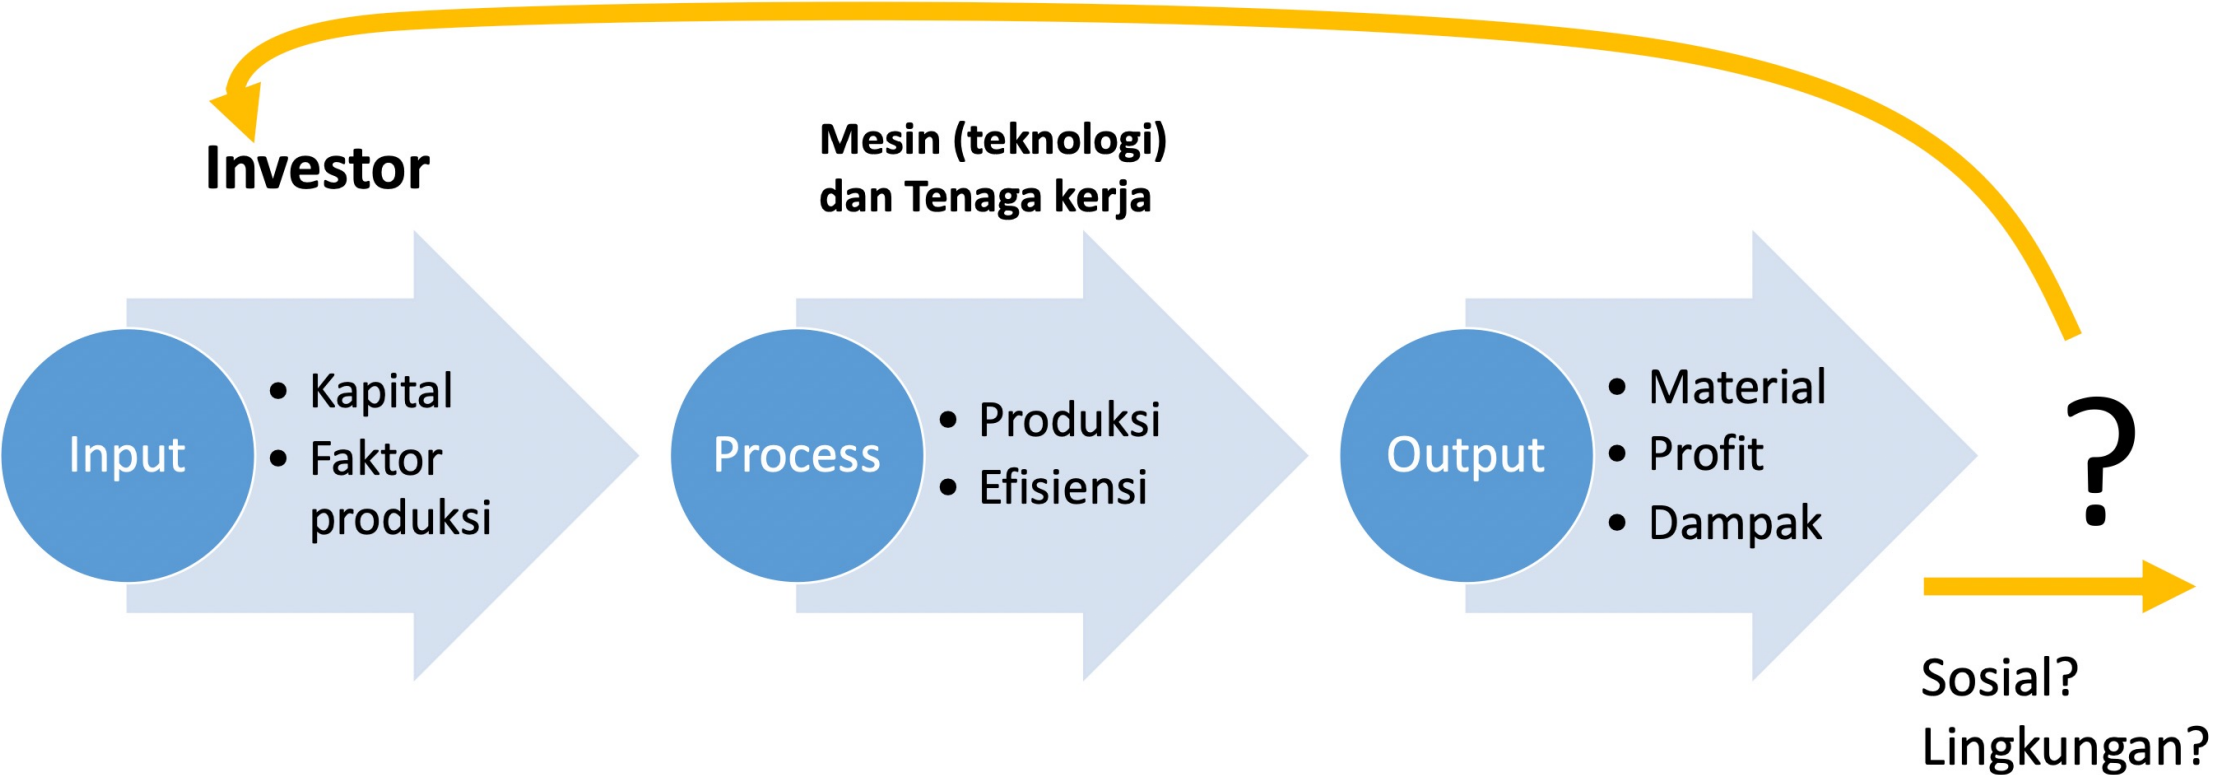 Investor
Mesin (teknologi)
dan Tenaga kerja
Input
• Kapital
• Faktor
produksi
Process
• Produksi
• Efisiensi
Output
• Material
• Profit
• Dampak
?
Sosial?
Lingkungan?